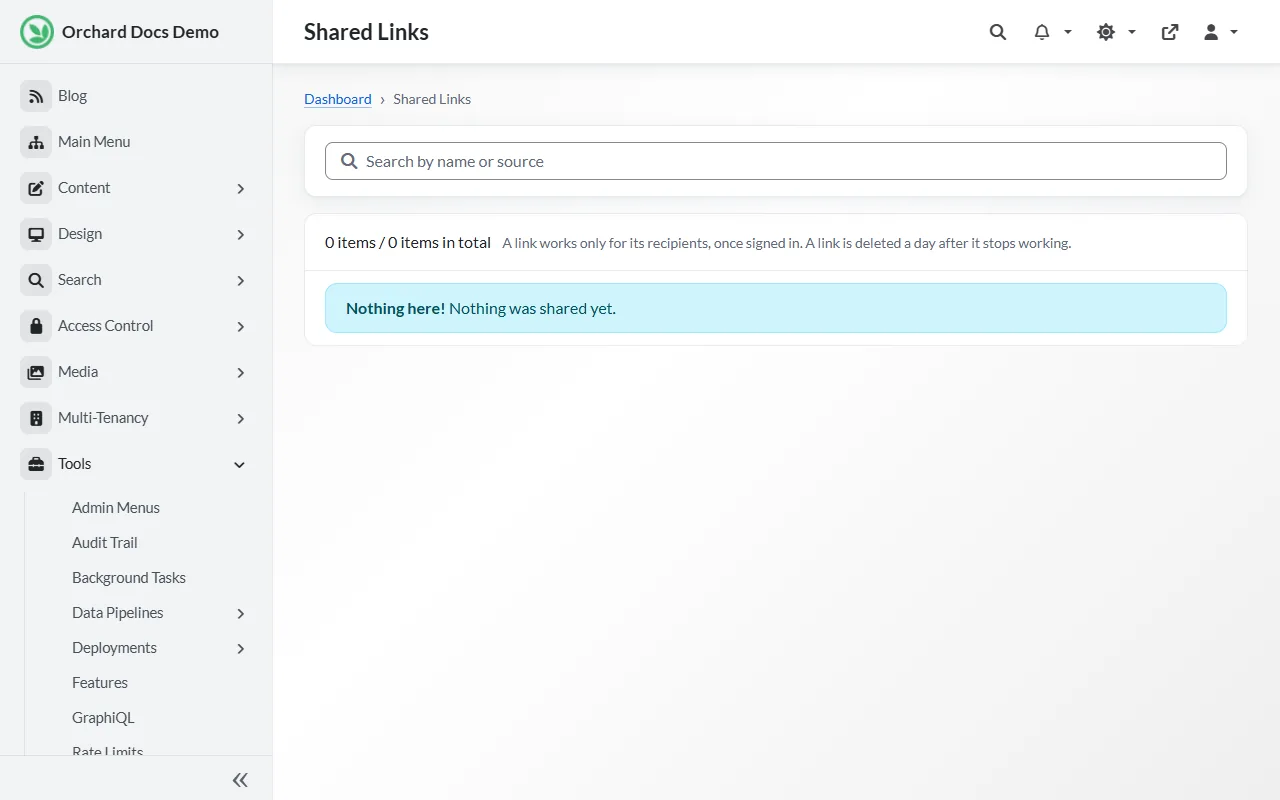 Orchard Docs Demo
Shared Links
Blog
Main Menu
Content
Design
Search
Access Control
Media
Multi-Tenancy
Tools
Admin Menus
Audit Trail
Background Tasks
Data Pipelines
Deployments
Features
GraphiQL
Rate Limits
Dashboard › Shared Links
Search by name or source
0 items / 0 items in total A link works only for its recipients, once signed in. A link is deleted a day after it stops working.
Nothing here! Nothing was shared yet.